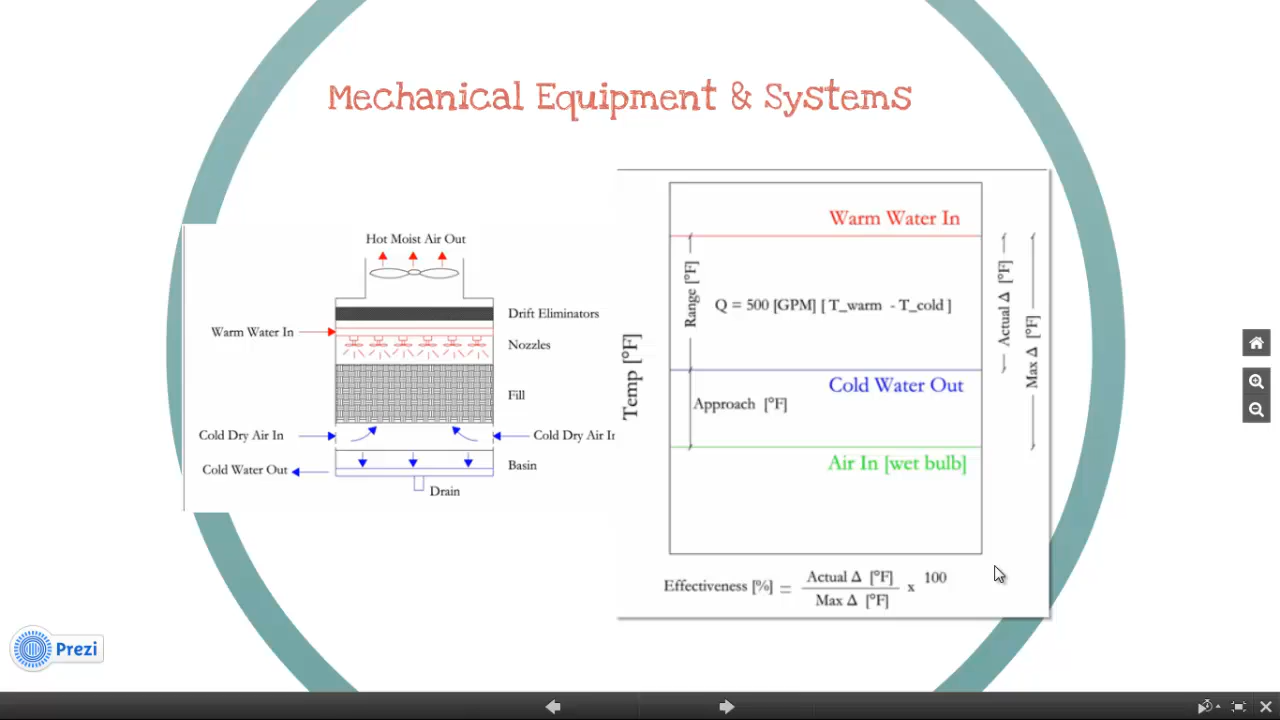 Mechanical Equipment & Systems
Hot Moist Air Out
Drift Eliminators
Warm Water In
Nozzles
Fill
Cold Dry Air In
Cold Dry Air In
Cold Water Out
Basin
Drain
Warm Water In
Temp [°F]
Range [°F]
Q = 500 [GPM] [ T_warm - T_cold ]
Actual Δ [°F]
Max Δ [°F]
Cold Water Out
Approach [°F]
Air In [wet bulb]
Effectiveness [%] = Actual Δ [°F] / Max Δ [°F] x 100
Prezi